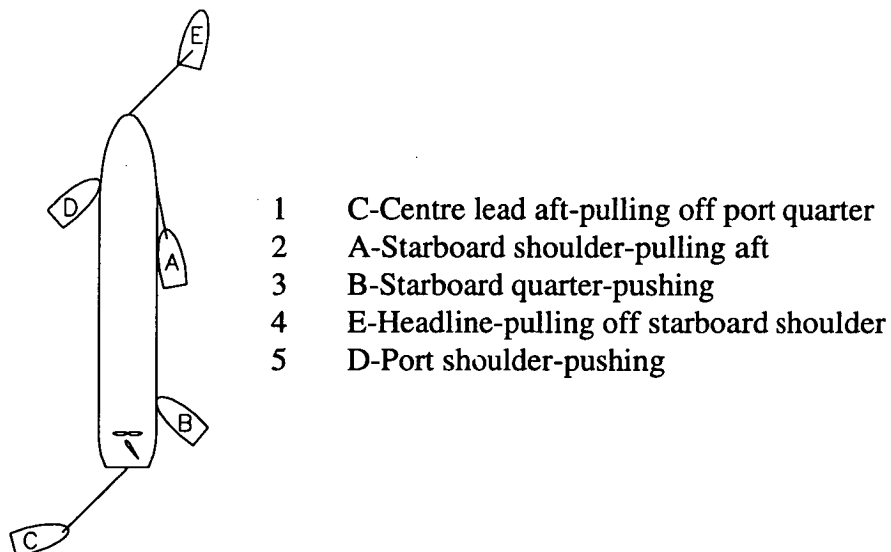 E
D
A
B
C
1 C-Centre lead aft-pulling off port quarter
2 A-Starboard shoulder-pulling aft
3 B-Starboard quarter-pushing
4 E-Headline-pulling off starboard shoulder
5 D-Port shoulder-pushing